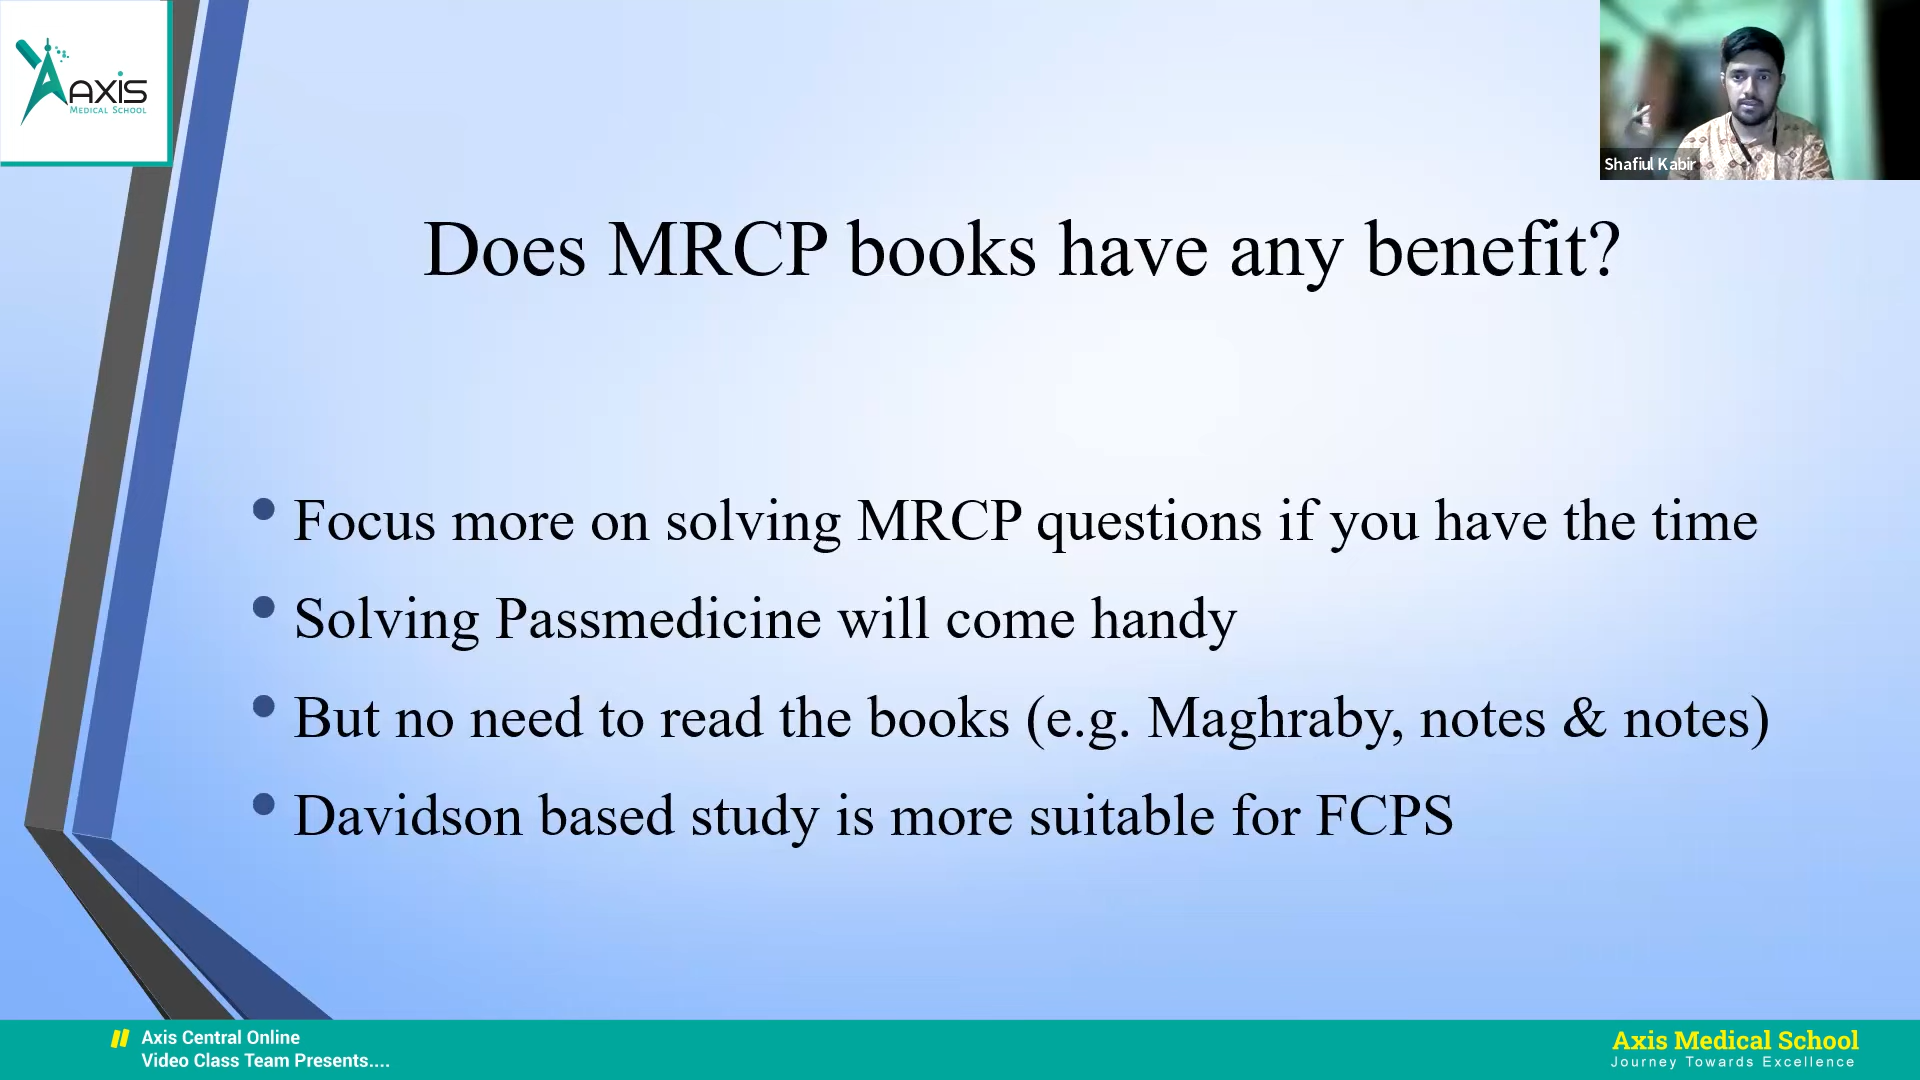 AXIS
MEDICAL SCHOOL
Shafiul Kabir
Does MRCP books have any benefit?
• Focus more on solving MRCP questions if you have the time
• Solving Passmedicine will come handy
• But no need to read the books (e.g. Maghraby, notes & notes)
• Davidson based study is more suitable for FCPS
Axis Central Online
Video Class Team Presents....
Axis Medical School
Journey Towards Excellence